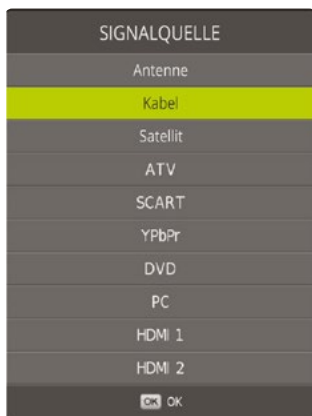 SIGNALQUELLE
Antenne
Kabel
Satellit
ATV
SCART
YPbPr
DVD
PC
HDMI 1
HDMI 2
OK OK